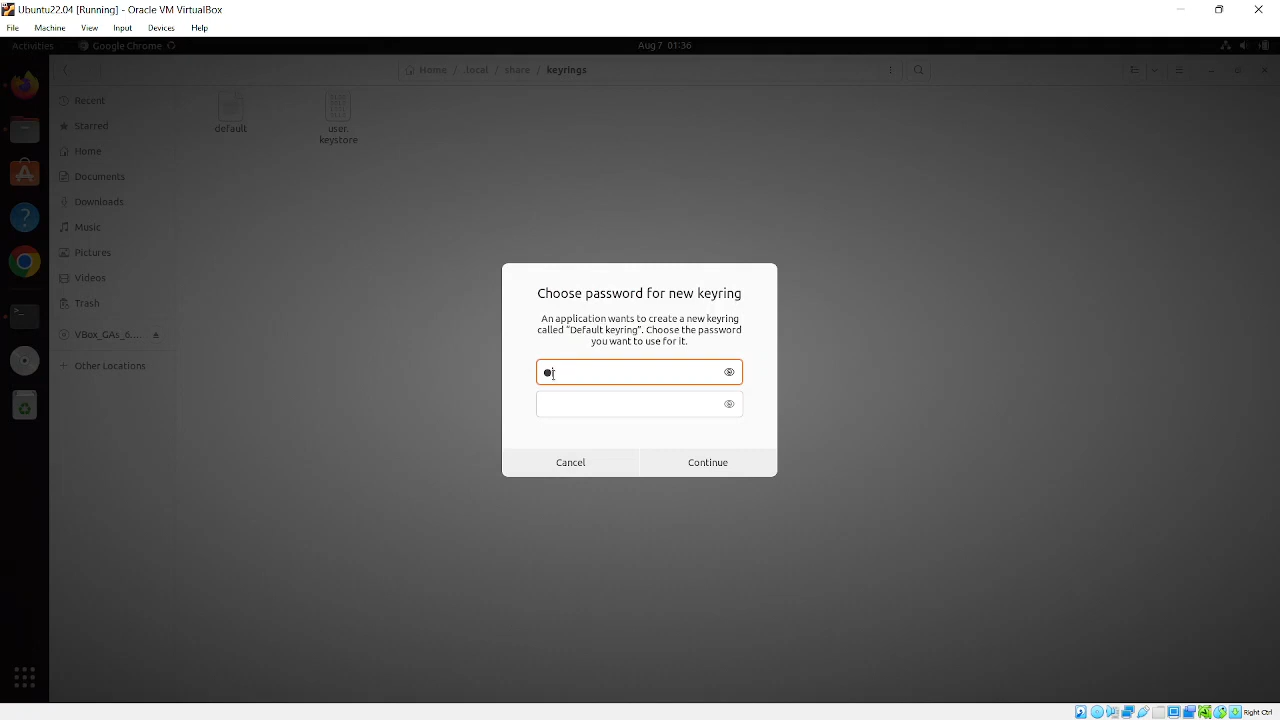 Ubuntu22.04 [Running] - Oracle VM VirtualBox
File Machine View Input Devices Help
Activities Google Chrome Aug 7 01:36
Home / .local / share / keyrings
Recent
Starred
Home
Documents
Downloads
Music
Pictures
Videos
Trash
VBox_GAs_6....
Other Locations
default
user.
keystore
Choose password for new keyring
An application wants to create a new keyring
called “Default keyring”. Choose the password
you want to use for it.
Cancel Continue
Right Ctrl